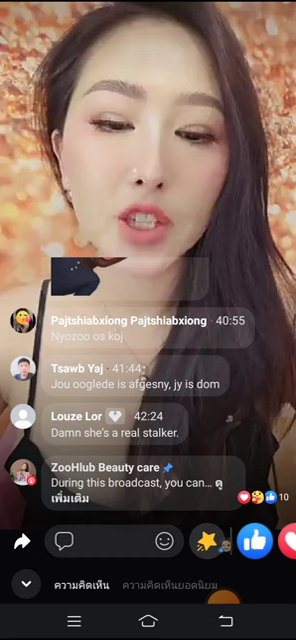 Pajtshiabxiong Pajtshiabxiong · 40:55
Nyozoo os koj
Tsawb Yaj · 41:44
Jou ooglede is afgesny, jy is dom
Louze Lor · 42:24
Damn she's a real stalker.
ZooHlub Beauty care
During this broadcast, you can... ดู
เพิ่มเติม
10
ความคิดเห็น ความคิดเห็นยอดนิยม